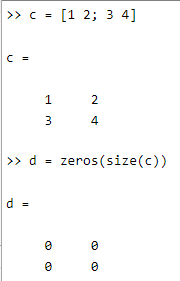 >> c = [1 2; 3 4]
c =
1 2
3 4
>> d = zeros(size(c))
d =
0 0
0 0